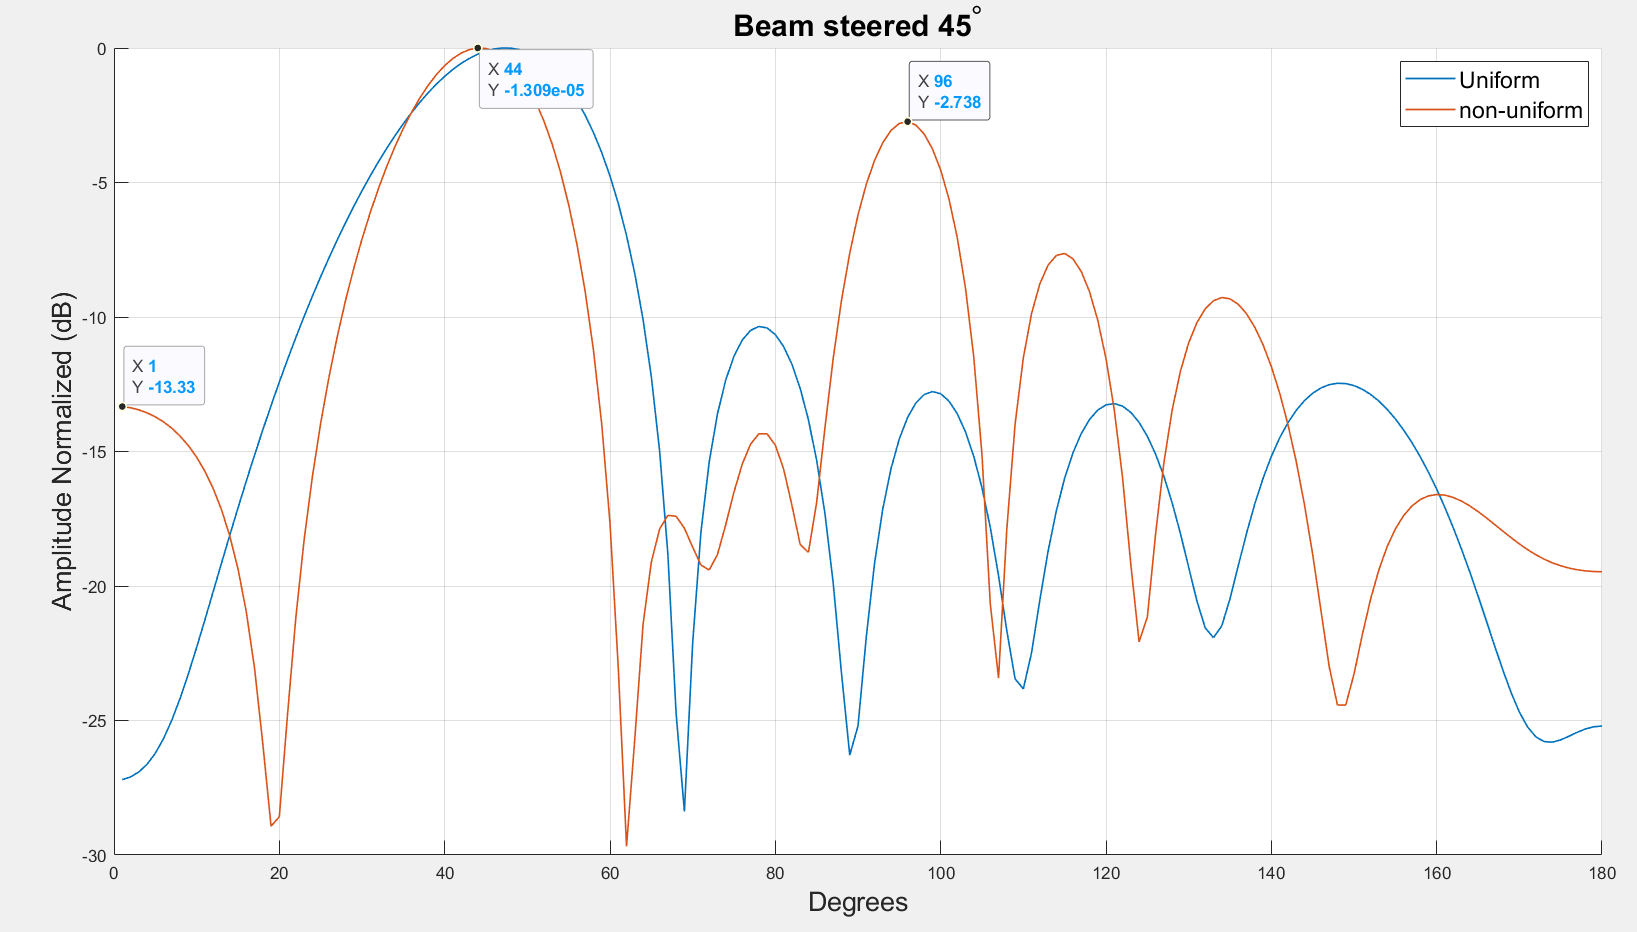 Beam steered 45°
Amplitude Normalized (dB)
0
-5
-10
-15
-20
-25
-30
X 44
Y -1.309e-05
X 96
Y -2.738
X 1
Y -13.33
Uniform
non-uniform
0 20 40 60 80 100 120 140 160 180
Degrees